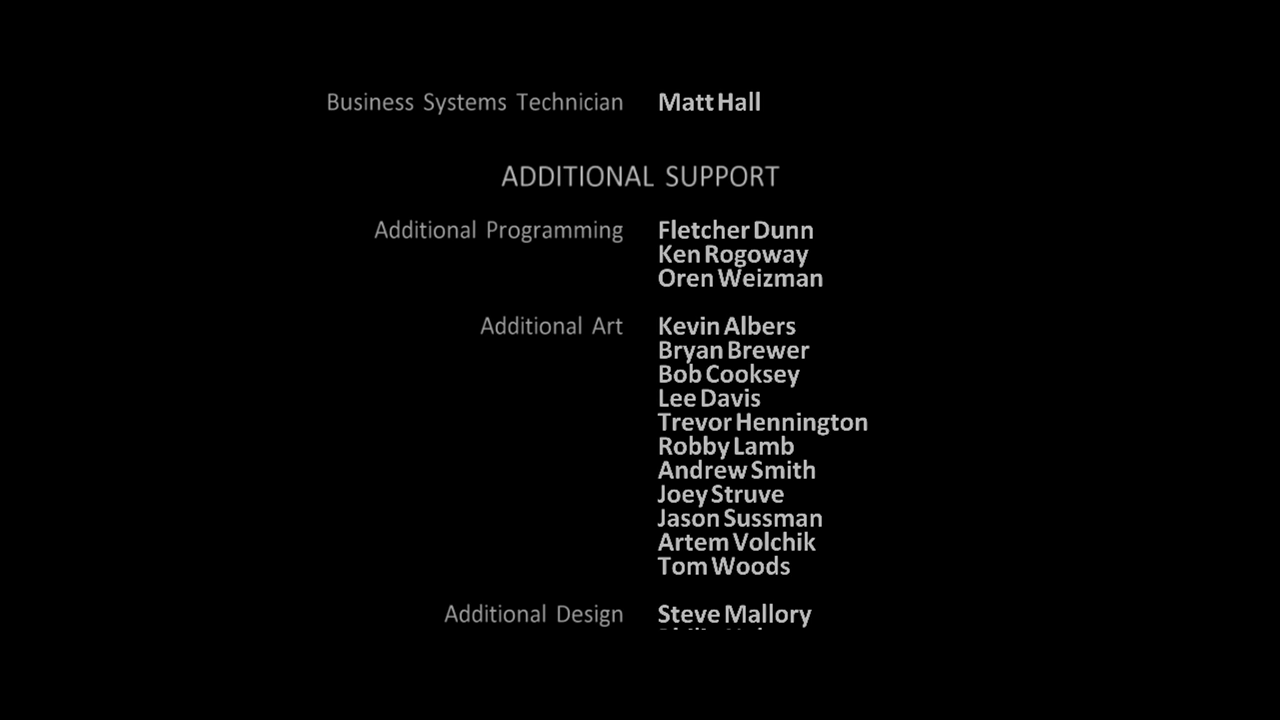 Business Systems Technician Matt Hall
ADDITIONAL SUPPORT
Additional Programming Fletcher Dunn
Ken Rogoway
Oren Weizman
Additional Art Kevin Albers
Bryan Brewer
Bob Cooksey
Lee Davis
Trevor Hennington
Robby Lamb
Andrew Smith
Joey Struve
Jason Sussman
Artem Volchik
Tom Woods
Additional Design Steve Mallory